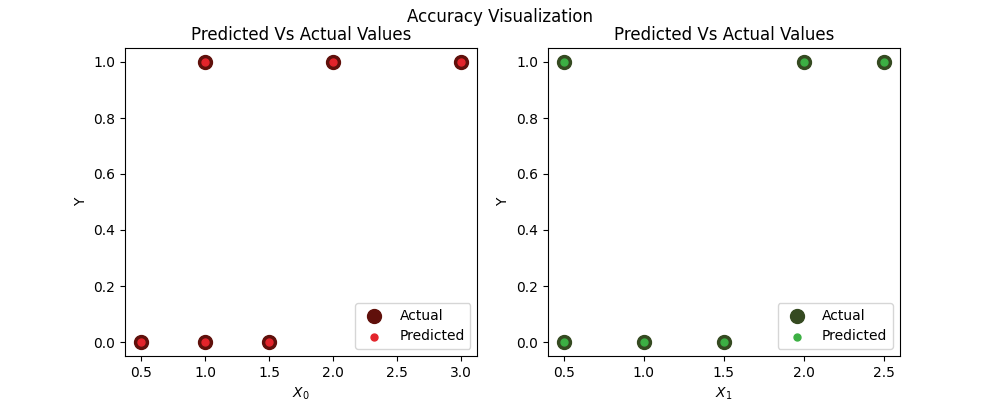 Accuracy Visualization
Predicted Vs Actual Values
1.0
0.8
0.6
0.4
0.2
0.0
Y
0.5 1.0 1.5 2.0 2.5 3.0
X₀
Actual
Predicted
Predicted Vs Actual Values
1.0
0.8
0.6
0.4
0.2
0.0
Y
0.5 1.0 1.5 2.0 2.5
X₁
Actual
Predicted